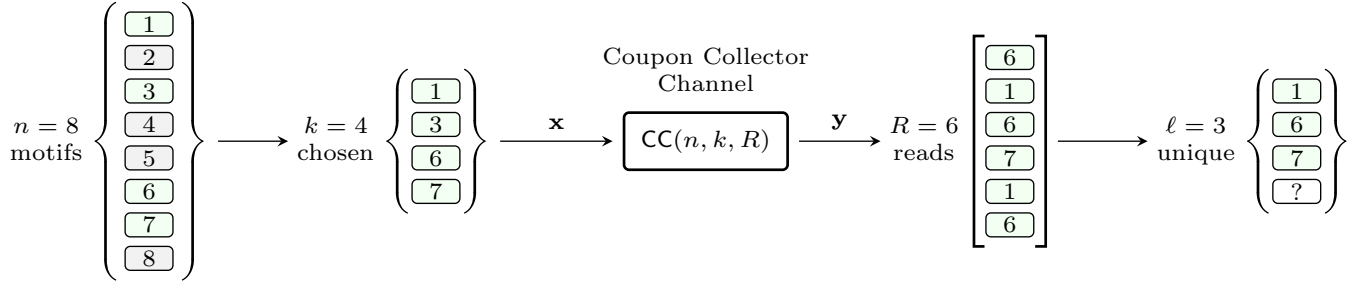 n = 8
motifs
1
2
3
4
5
6
7
8
k = 4
chosen
1
3
6
7
x
Coupon Collector
Channel
CC(n, k, R)
y
R = 6
reads
6
1
6
7
1
6
ℓ = 3
unique
1
6
7
?